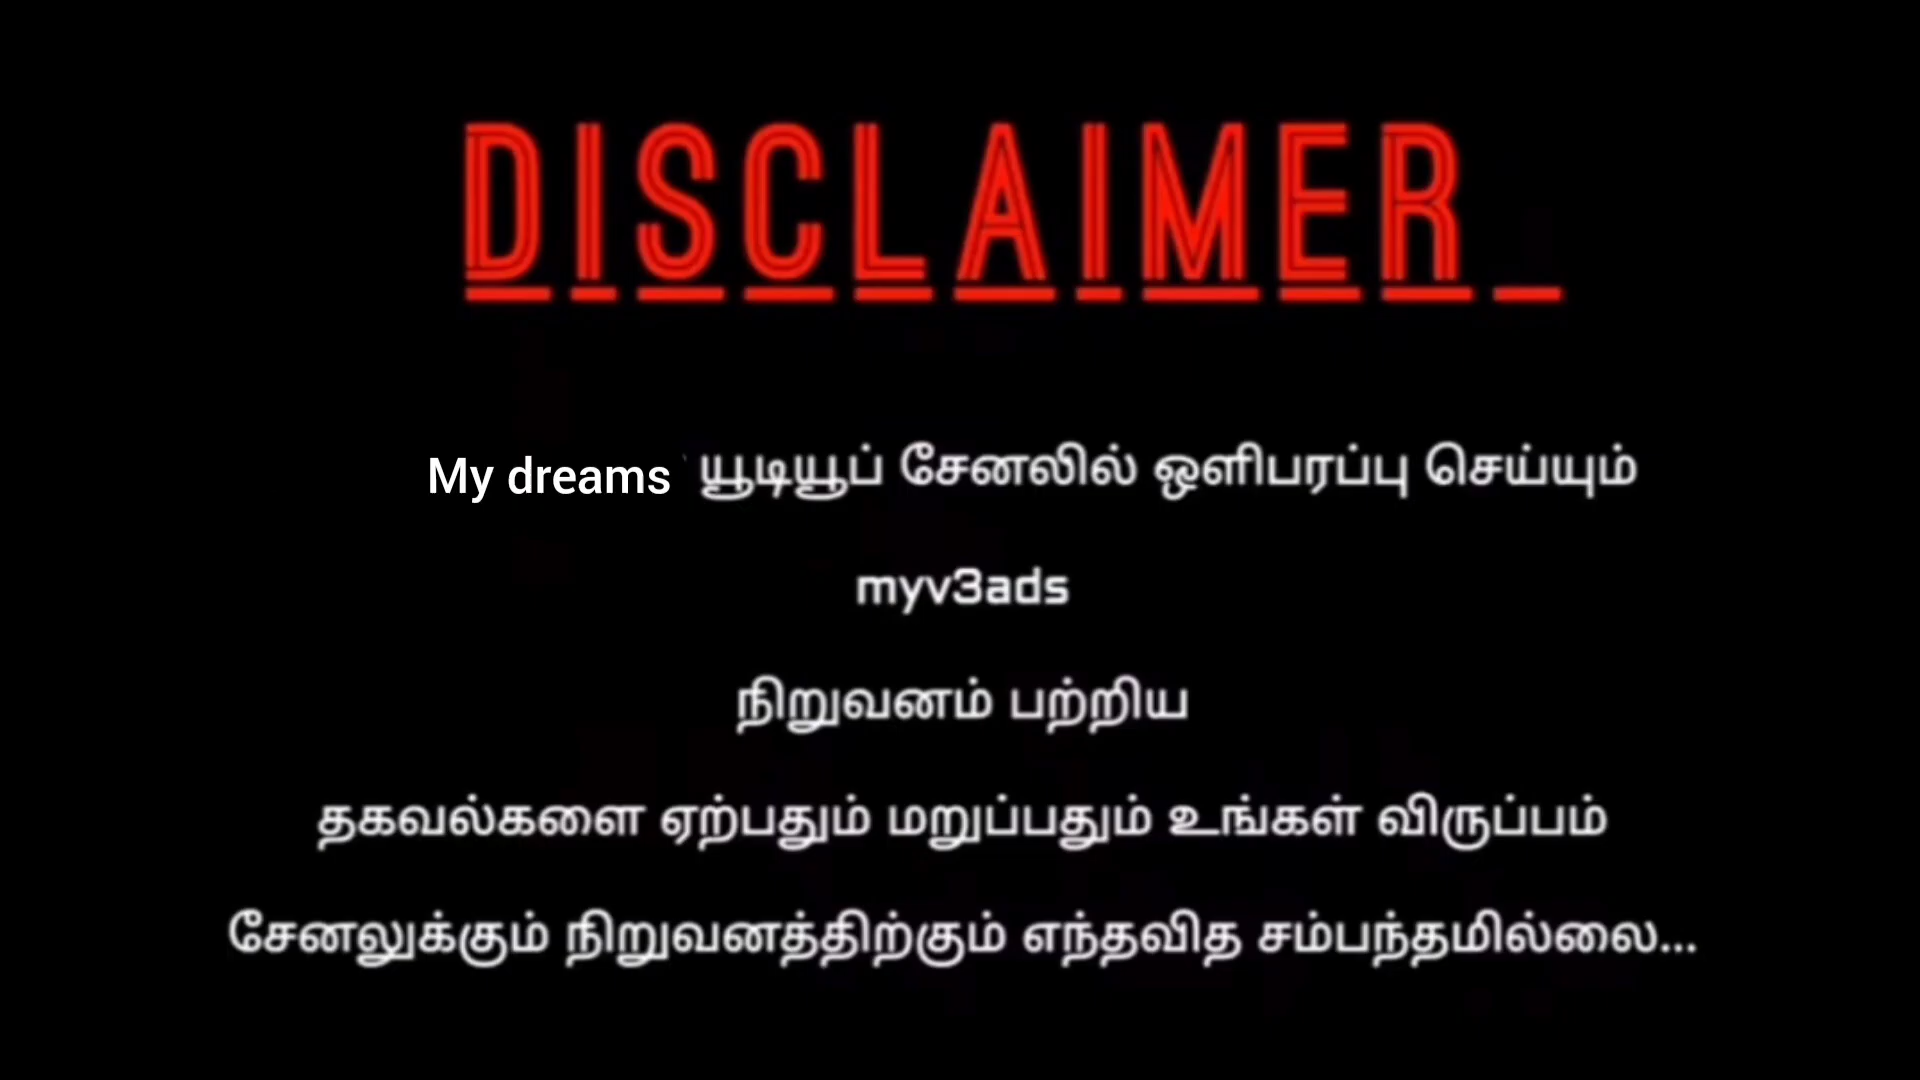 DISCLAIMER_
My dreams யூடியூப் சேனலில் ஒளிபரப்பு செய்யும்
myv3ads
நிறுவனம் பற்றிய
தகவல்களை ஏற்பதும் மறுப்பதும் உங்கள் விருப்பம்
சேனலுக்கும் நிறுவனத்திற்கும் எந்தவித சம்பந்தமில்லை...